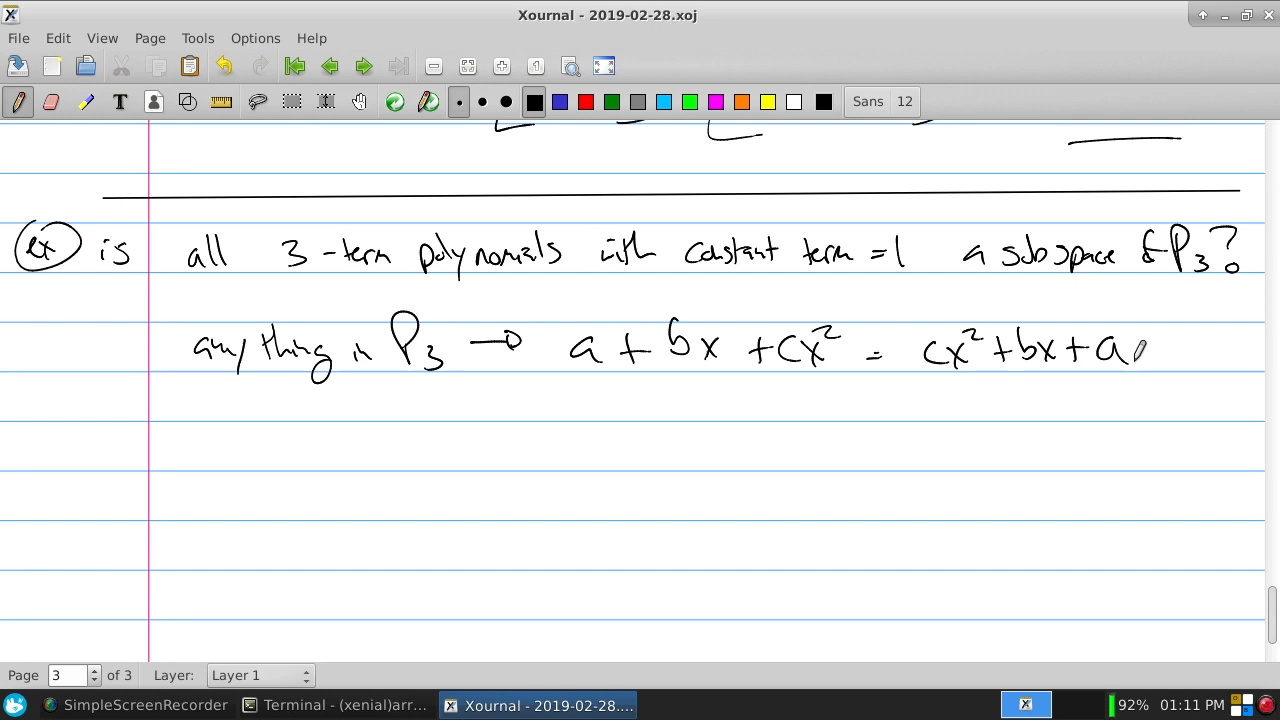 Xournal - 2019-02-28.xoj
File Edit View Page Tools Options Help
T Sans 12
ex is all 3-term polynomials with constant term =1 a subspace of P₃?
anything in P₃ → a + bx + cx² = cx² + bx + a
Page 3 of 3 Layer: Layer 1
SimpleScreenRecorder Terminal - (xenial)arr... Xournal - 2019-02-28.... 92% 01:11 PM